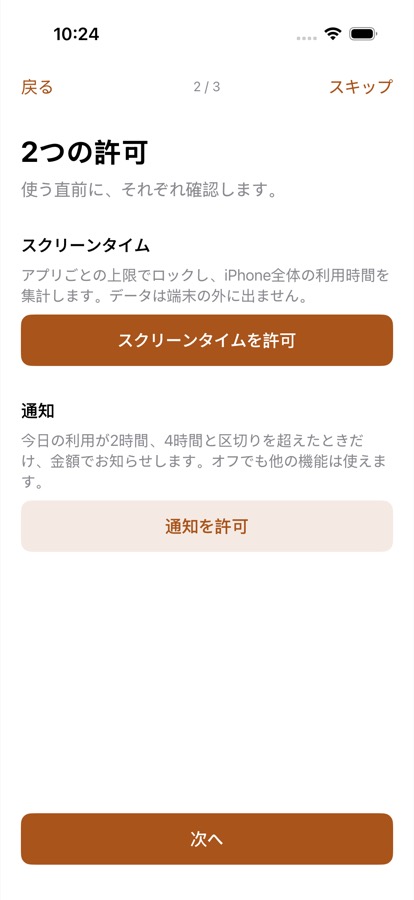 10:24
戻る 2 / 3 スキップ
2つの許可
使う直前に、それぞれ確認します。
スクリーンタイム
アプリごとの上限でロックし、iPhone全体の利用時間を
集計します。データは端末の外に出ません。
スクリーンタイムを許可
通知
今日の利用が2時間、4時間と区切りを超えたときだ
け、金額でお知らせします。オフでも他の機能は使えま
す。
通知を許可
次へ